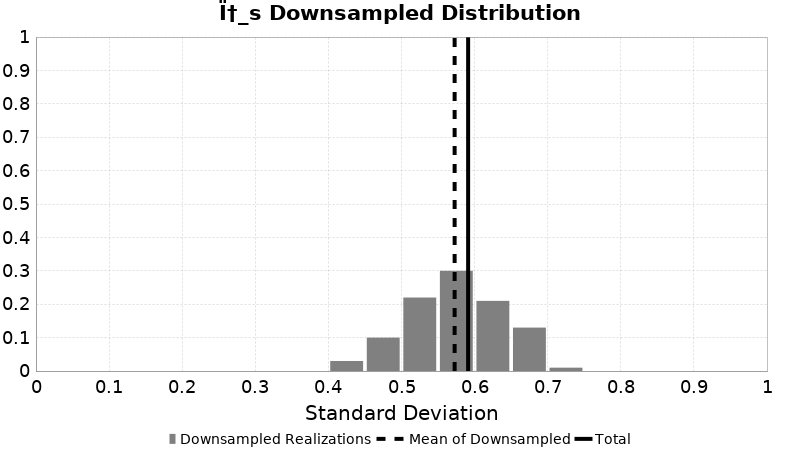 Ï†_s Downsampled Distribution
1
0.9
0.8
0.7
0.6
0.5
0.4
0.3
0.2
0.1
0
0 0.1 0.2 0.3 0.4 0.5 0.6 0.7 0.8 0.9 1
Standard Deviation
Downsampled Realizations Mean of Downsampled Total